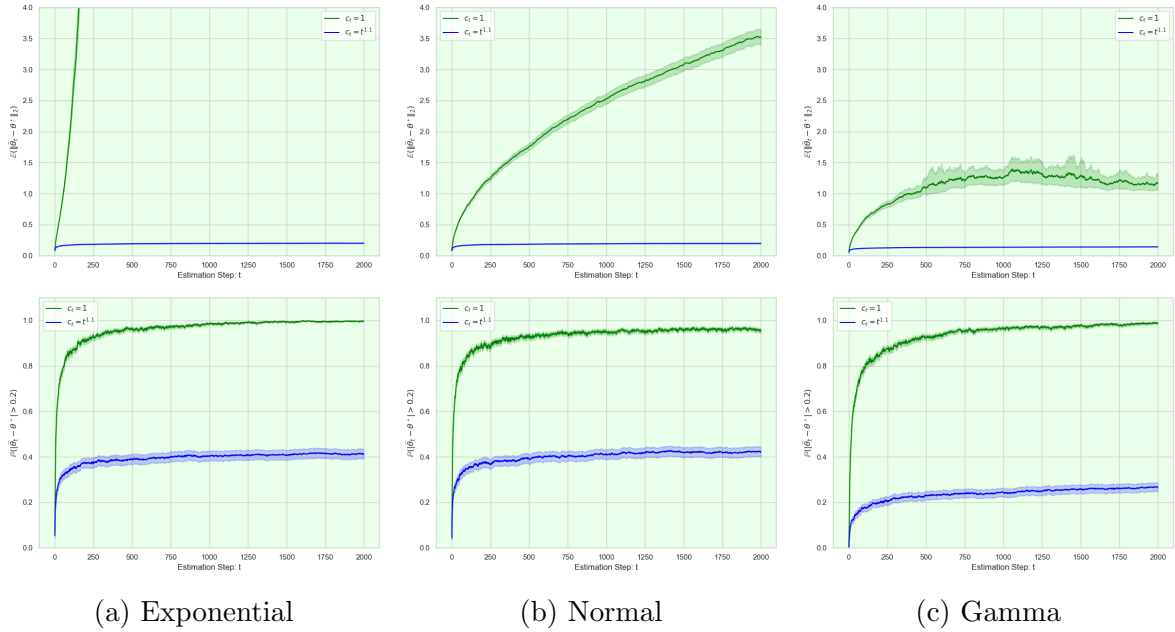 4.0
3.5
3.0
2.5
2.0
1.5
1.0
0.5
0.0
𝔼(‖θ̂_t − θ*‖₂)
c_t = 1
c_t = t^{1.1}
0 250 500 750 1000 1250 1500 1750 2000
Estimation Step: t
4.0
3.5
3.0
2.5
2.0
1.5
1.0
0.5
0.0
𝔼(‖θ̂_t − θ*‖₂)
c_t = 1
c_t = t^{1.1}
0 250 500 750 1000 1250 1500 1750 2000
Estimation Step: t
4.0
3.5
3.0
2.5
2.0
1.5
1.0
0.5
0.0
𝔼(‖θ̂_t − θ*‖₂)
c_t = 1
c_t = t^{1.1}
0 250 500 750 1000 1250 1500 1750 2000
Estimation Step: t
1.0
0.8
0.6
0.4
0.2
0.0
ℙ(|θ̂_t − θ*| > 0.2)
c_t = 1
c_t = t^{1.1}
0 250 500 750 1000 1250 1500 1750 2000
Estimation Step: t
1.0
0.8
0.6
0.4
0.2
0.0
ℙ(|θ̂_t − θ*| > 0.2)
c_t = 1
c_t = t^{1.1}
0 250 500 750 1000 1250 1500 1750 2000
Estimation Step: t
1.0
0.8
0.6
0.4
0.2
0.0
ℙ(|θ̂_t − θ*| > 0.2)
c_t = 1
c_t = t^{1.1}
0 250 500 750 1000 1250 1500 1750 2000
Estimation Step: t
(a) Exponential
(b) Normal
(c) Gamma